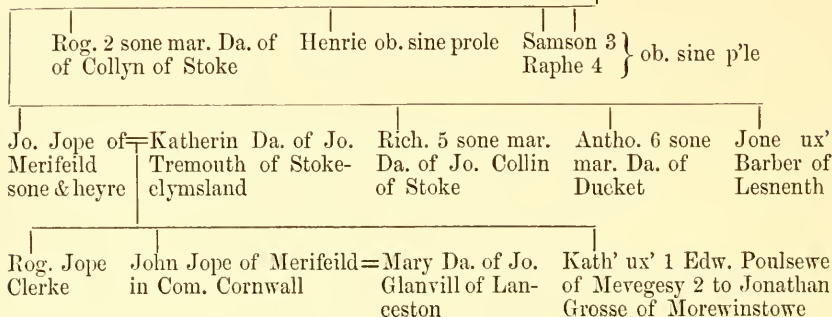 Rog. 2 sone mar. Da. of
of Collyn of Stoke
Henrie ob. sine prole
Samson 3
Raphe 4
} ob. sine p'le
Jo. Jope of=
Merifeild
sone & heyre
Katherin Da. of Jo.
Tremouth of Stoke-
clymsland
Rich. 5 sone mar.
Da. of Jo. Collin
of Stoke
Antho. 6 sone
mar. Da. of
Ducket
Jone ux'
Barber of
Lesnenth
Rog. Jope
Clerke
John Jope of Merifeild=
in Com. Cornwall
Mary Da. of Jo.
Glanvill of Lan-
ceston
Kath' ux' 1 Edw. Poulsewe
of Mevegesy 2 to Jonathan
Grosse of Morewinstowe